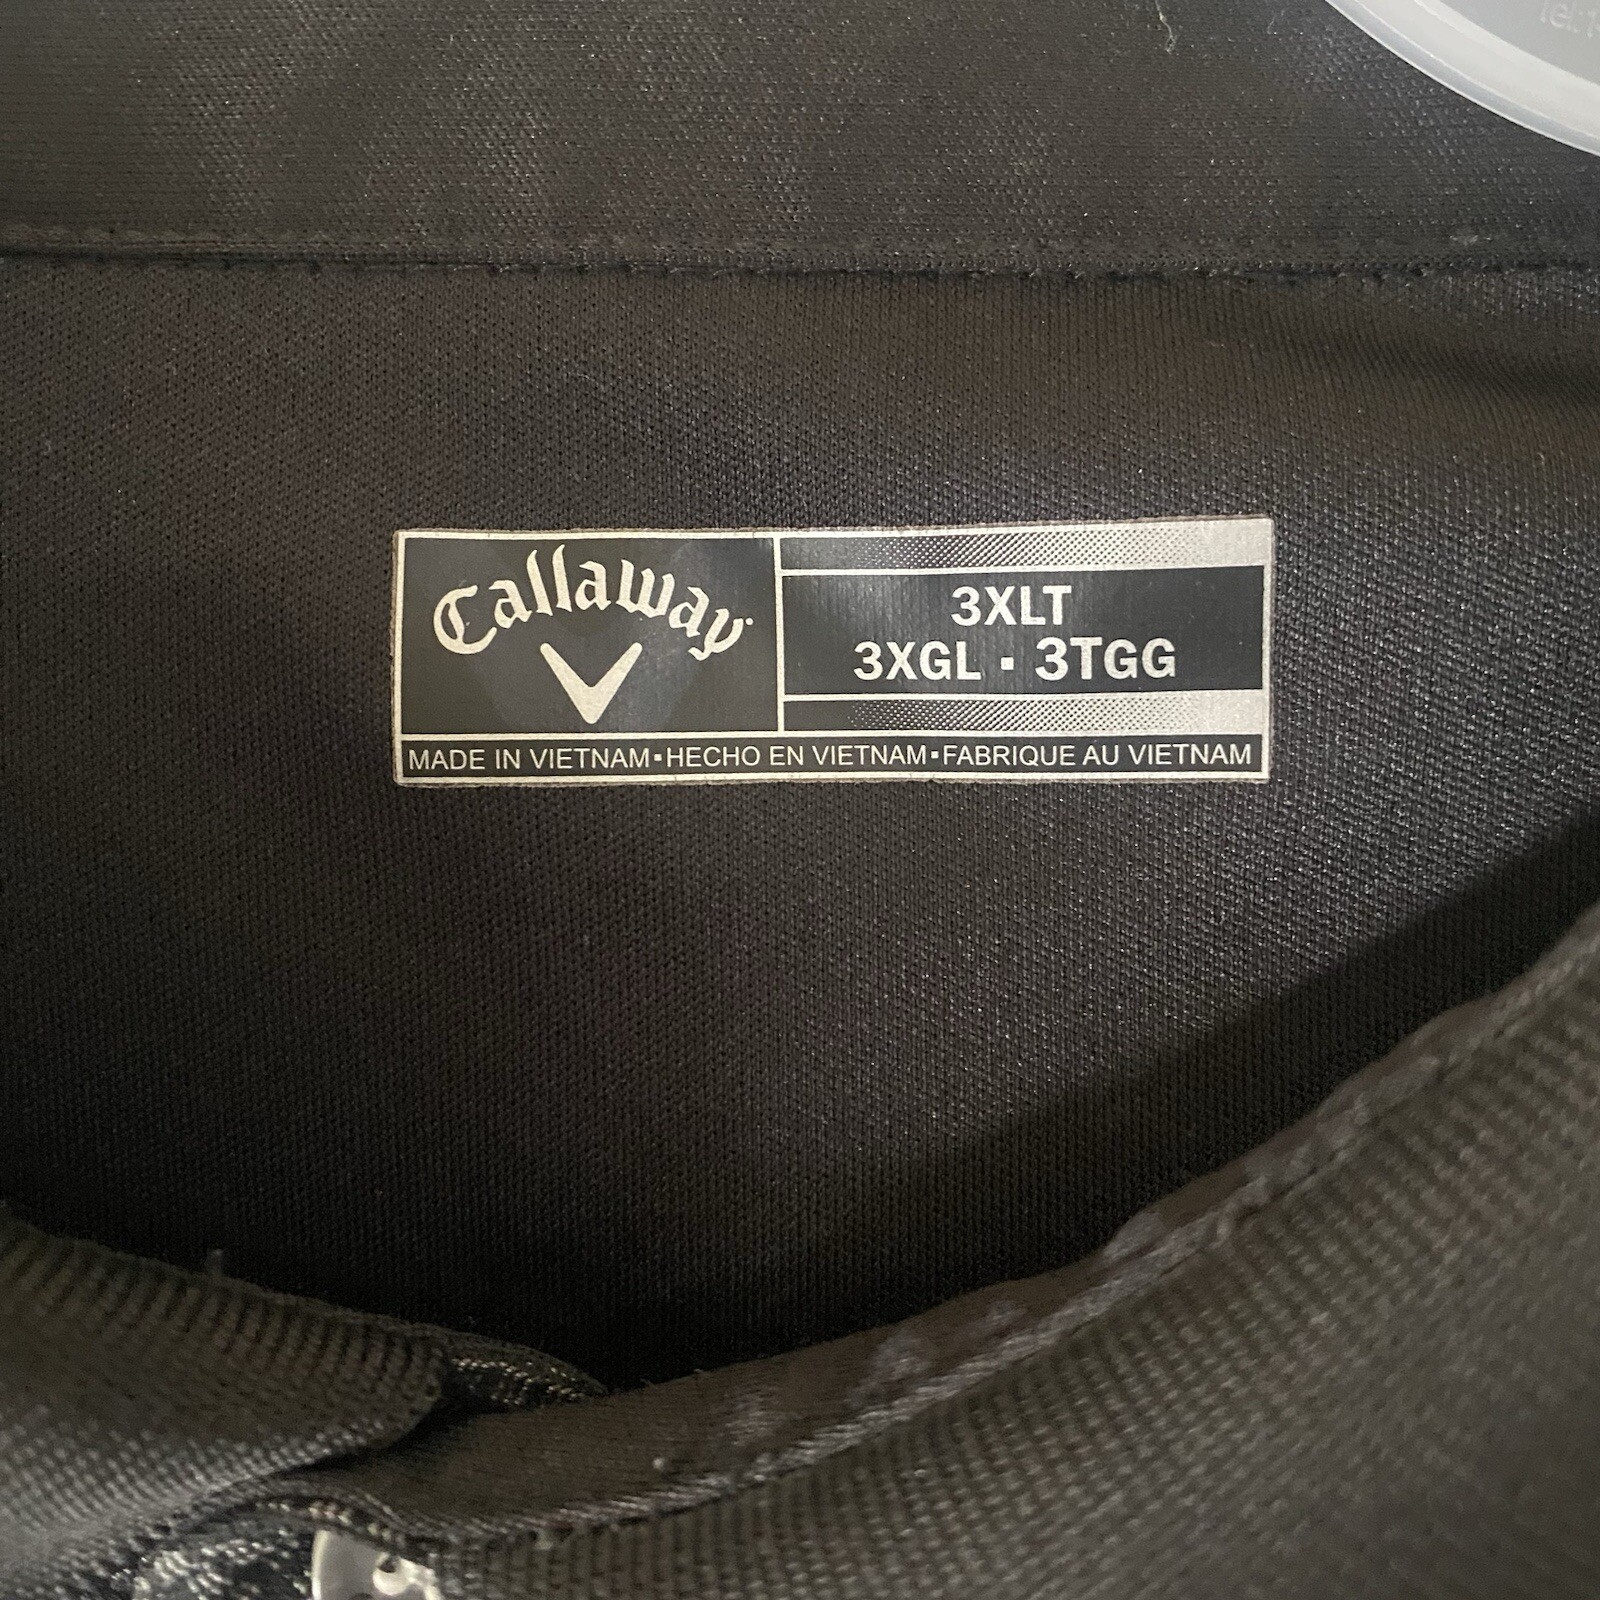 Callaway
3XLT
3XGL ▪ 3TGG
MADE IN VIETNAM▪HECHO EN VIETNAM▪FABRIQUE AU VIETNAM